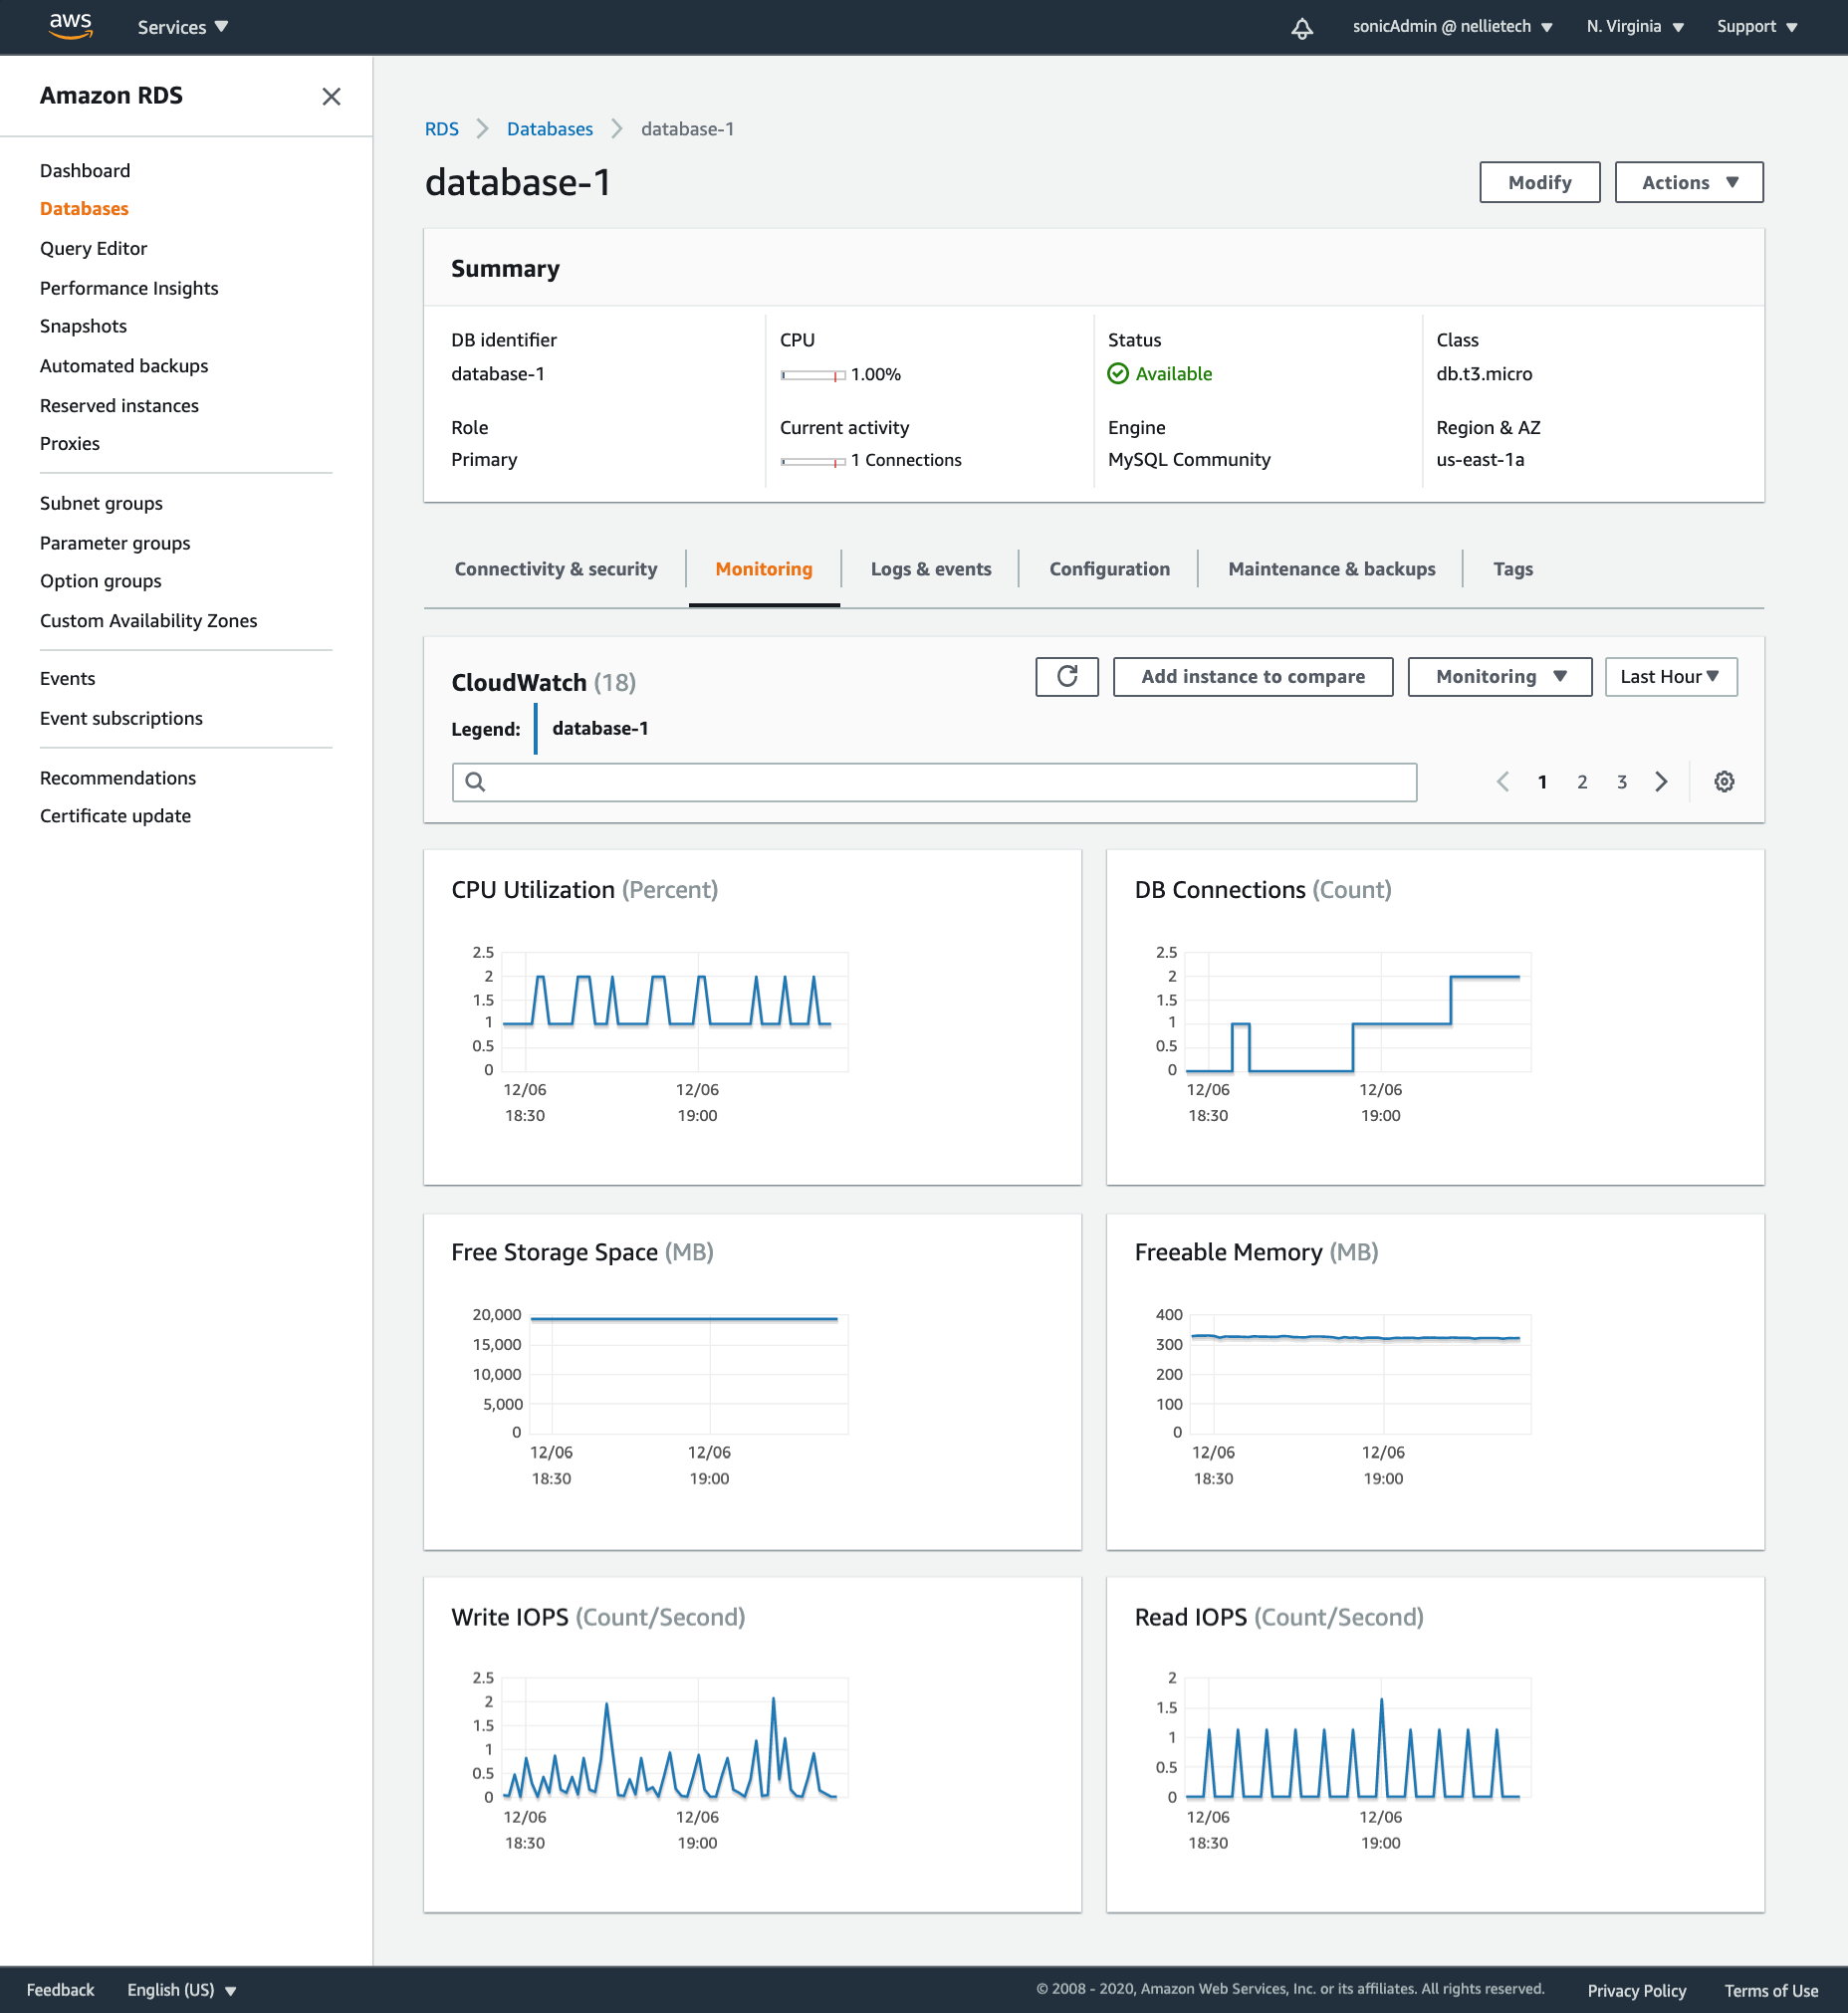 aws Services sonicAdmin @ nellietech N. Virginia Support
Amazon RDS
Dashboard
Databases
Query Editor
Performance Insights
Snapshots
Automated backups
Reserved instances
Proxies
Subnet groups
Parameter groups
Option groups
Custom Availability Zones
Events
Event subscriptions
Recommendations
Certificate update
RDS Databases database-1
database-1 Modify Actions
Summary
DB identifier CPU Status Class
database-1 1.00% Available db.t3.micro
Role Current activity Engine Region & AZ
Primary 1 Connections MySQL Community us-east-1a
Connectivity & security Monitoring Logs & events Configuration Maintenance & backups Tags
CloudWatch (18) Add instance to compare Monitoring Last Hour
Legend: database-1
1 2 3
CPU Utilization (Percent)
2.5
2
1.5
1
0.5
0
12/06 12/06
18:30 19:00
DB Connections (Count)
2.5
2
1.5
1
0.5
0
12/06 12/06
18:30 19:00
Free Storage Space (MB)
20,000
15,000
10,000
5,000
0
12/06 12/06
18:30 19:00
Freeable Memory (MB)
400
300
200
100
0
12/06 12/06
18:30 19:00
Write IOPS (Count/Second)
2.5
2
1.5
1
0.5
0
12/06 12/06
18:30 19:00
Read IOPS (Count/Second)
2
1.5
1
0.5
0
12/06 12/06
18:30 19:00
Feedback English (US) © 2008 - 2020, Amazon Web Services, Inc. or its affiliates. All rights reserved. Privacy Policy Terms of Use